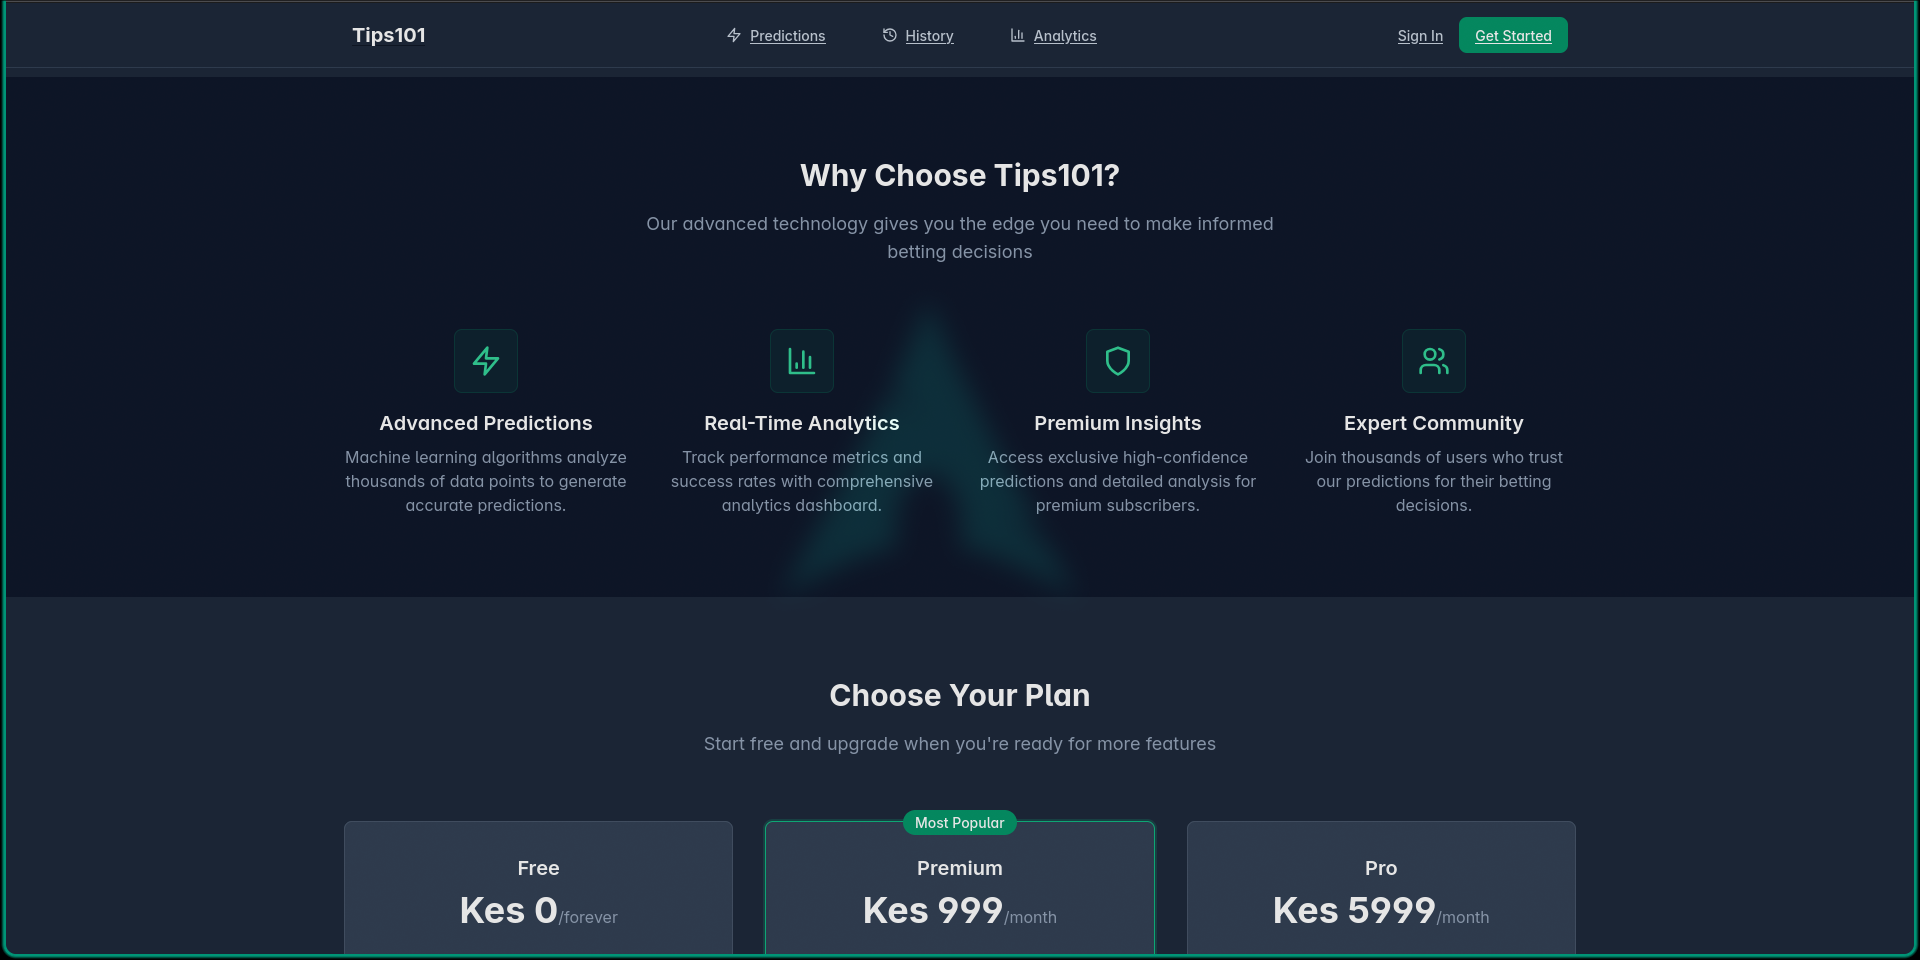 Tips101
Predictions
History
Analytics
Sign In
Get Started
Why Choose Tips101?
Our advanced technology gives you the edge you need to make informed
betting decisions
Advanced Predictions
Machine learning algorithms analyze
thousands of data points to generate
accurate predictions.
Real-Time Analytics
Track performance metrics and
success rates with comprehensive
analytics dashboard.
Premium Insights
Access exclusive high-confidence
predictions and detailed analysis for
premium subscribers.
Expert Community
Join thousands of users who trust
our predictions for their betting
decisions.
Choose Your Plan
Start free and upgrade when you're ready for more features
Free
Kes 0/forever
Most Popular
Premium
Kes 999/month
Pro
Kes 5999/month